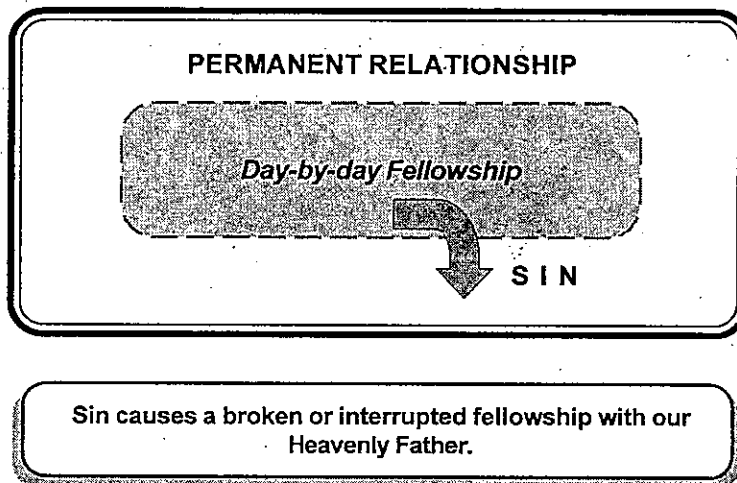 PERMANENT RELATIONSHIP
Day-by-day Fellowship
SIN
Sin causes a broken or interrupted fellowship with our
Heavenly Father.